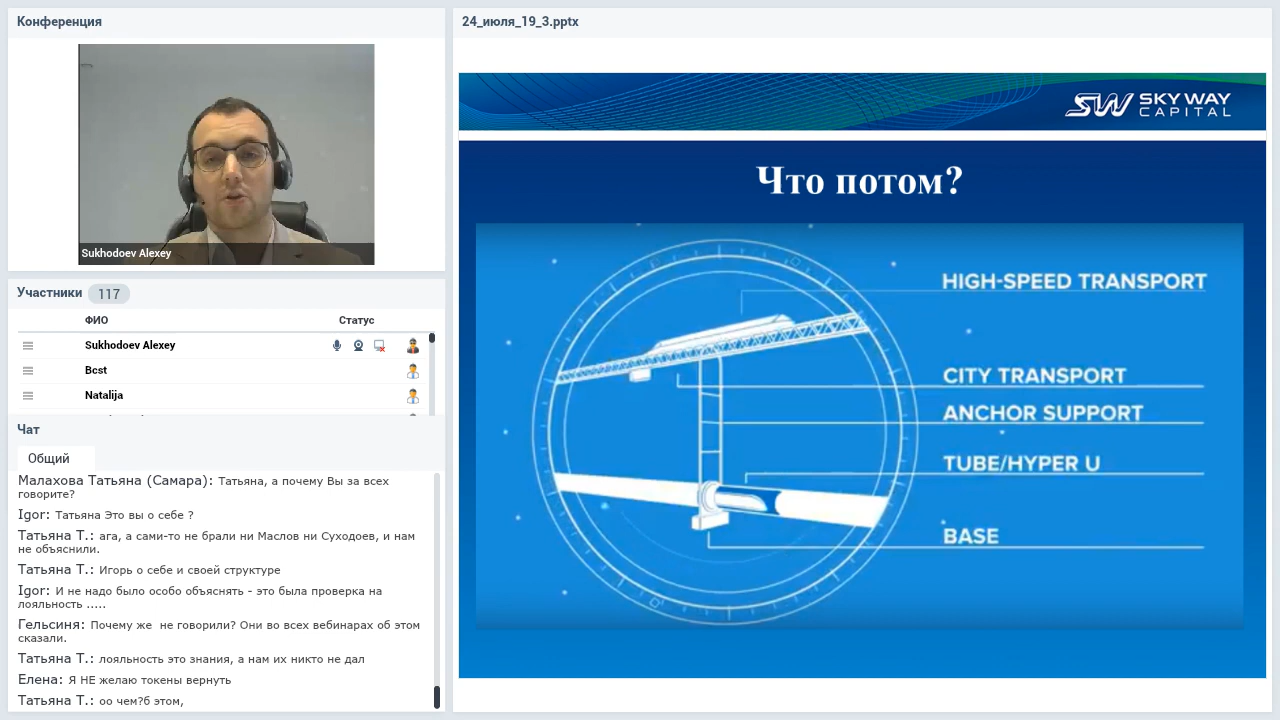 Конференция
Sukhodoev Alexey
Участники 117
ФИО Статус
Sukhodoev Alexey
Bcst
Natalija
Чат
Общий
Малахова Татьяна (Самара): Татьяна, а почему Вы за всех
говорите?
Igor: Татьяна Это вы о себе ?
Татьяна Т.: ага, а сами-то не брали ни Маслов ни Суходоев, и нам
не объяснили.
Татьяна Т.: Игорь о себе и своей структуре
Igor: И не надо было особо объяснять - это была проверка на
лояльность .....
Гельсиня: Почему же не говорили? Они во всех вебинарах об этом
сказали.
Татьяна Т.: лояльность это знания, а нам их никто не дал
Елена: Я НЕ желаю токены вернуть
Татьяна Т.: оо чем?б этом,
24_июля_19_3.pptx
SW SKY WAY
CAPITAL
Что потом?
HIGH-SPEED TRANSPORT
CITY TRANSPORT
ANCHOR SUPPORT
TUBE/HYPER U
BASE